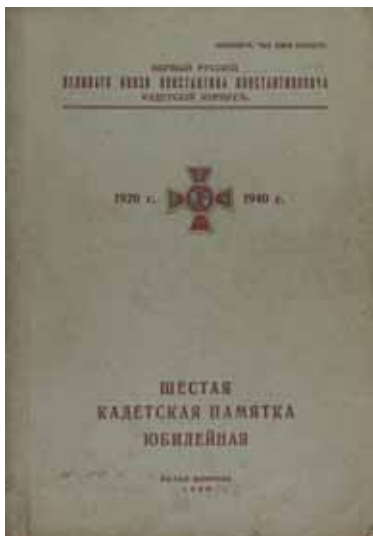 ПЕРВЫЙ РУССКИЙ
ВЕЛИКАГО КНЯЗЯ КОНСТАНТИНА КОНСТАНТИНОВИЧА
КАДЕТСКИЙ КОРПУСЪ.
1920 г. 1940 г.
ШЕСТАЯ
КАДЕТСКАЯ ПАМЯТКА
ЮБИЛЕЙНАЯ